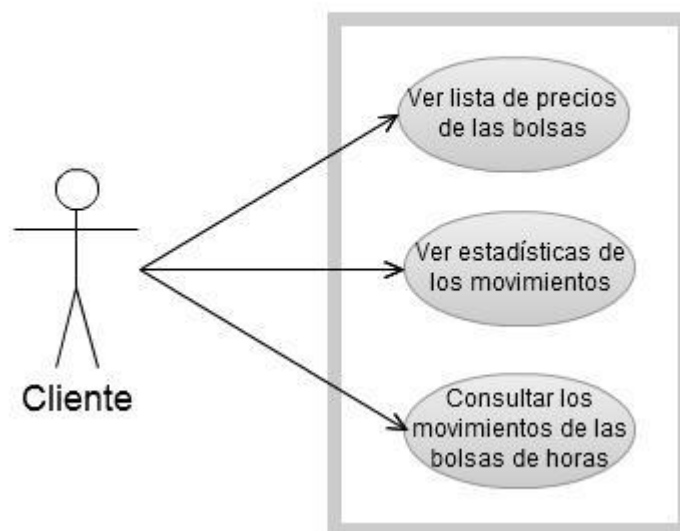 Ver lista de precios
de las bolsas
Ver estadísticas de
los movimientos
Cliente
Consultar los
movimientos de las
bolsas de horas